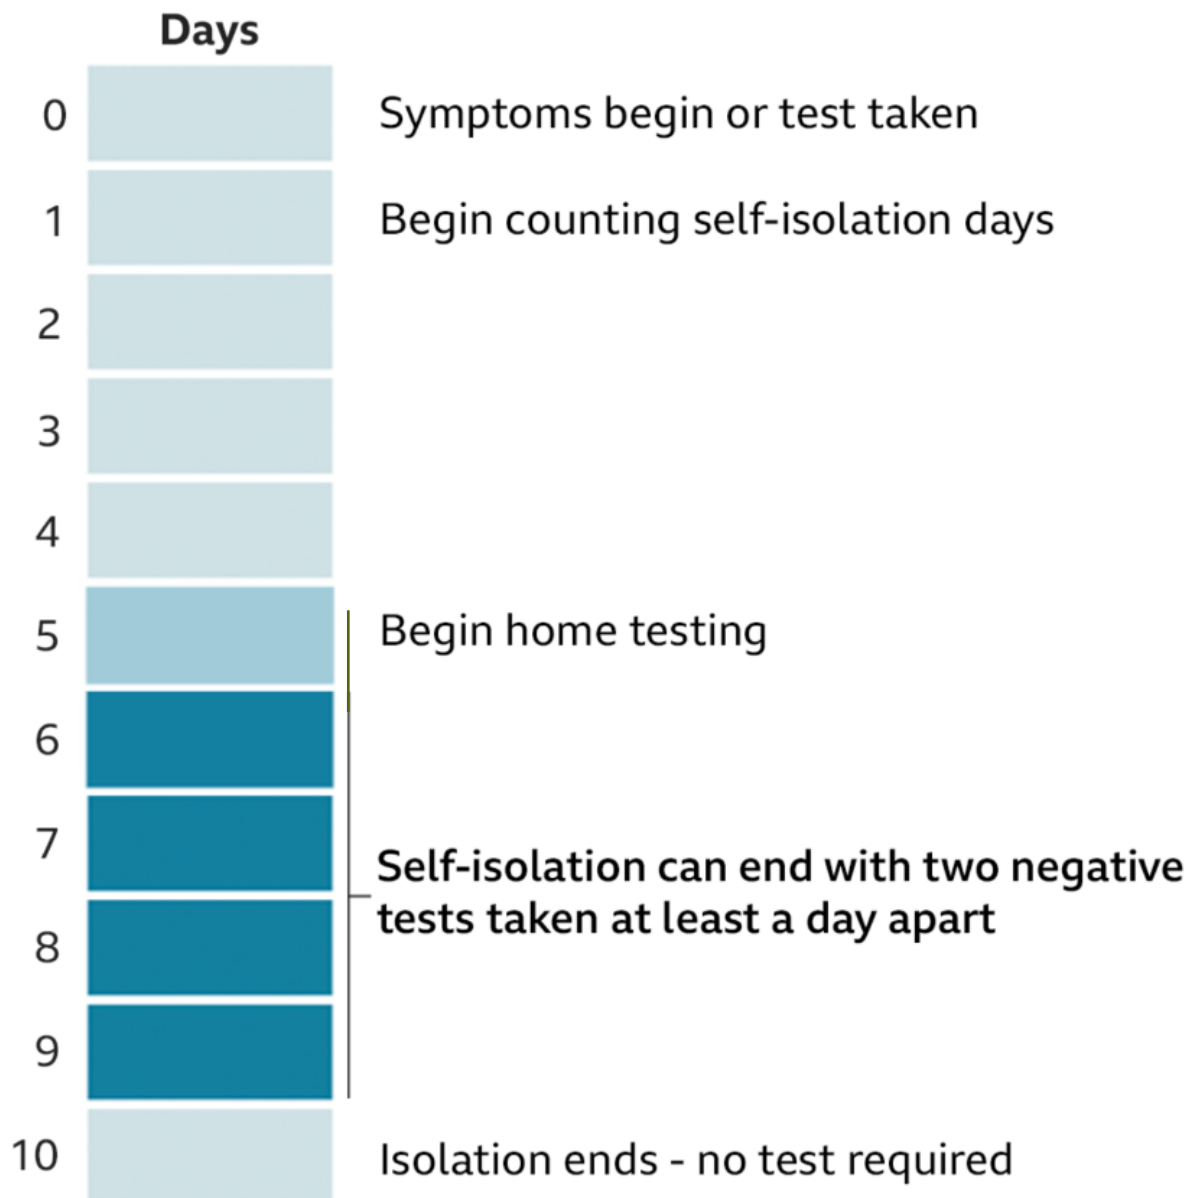 Days
0 Symptoms begin or test taken
1 Begin counting self-isolation days
2
3
4
5 Begin home testing
6
7
Self-isolation can end with two negative
tests taken at least a day apart
8
9
10 Isolation ends - no test required